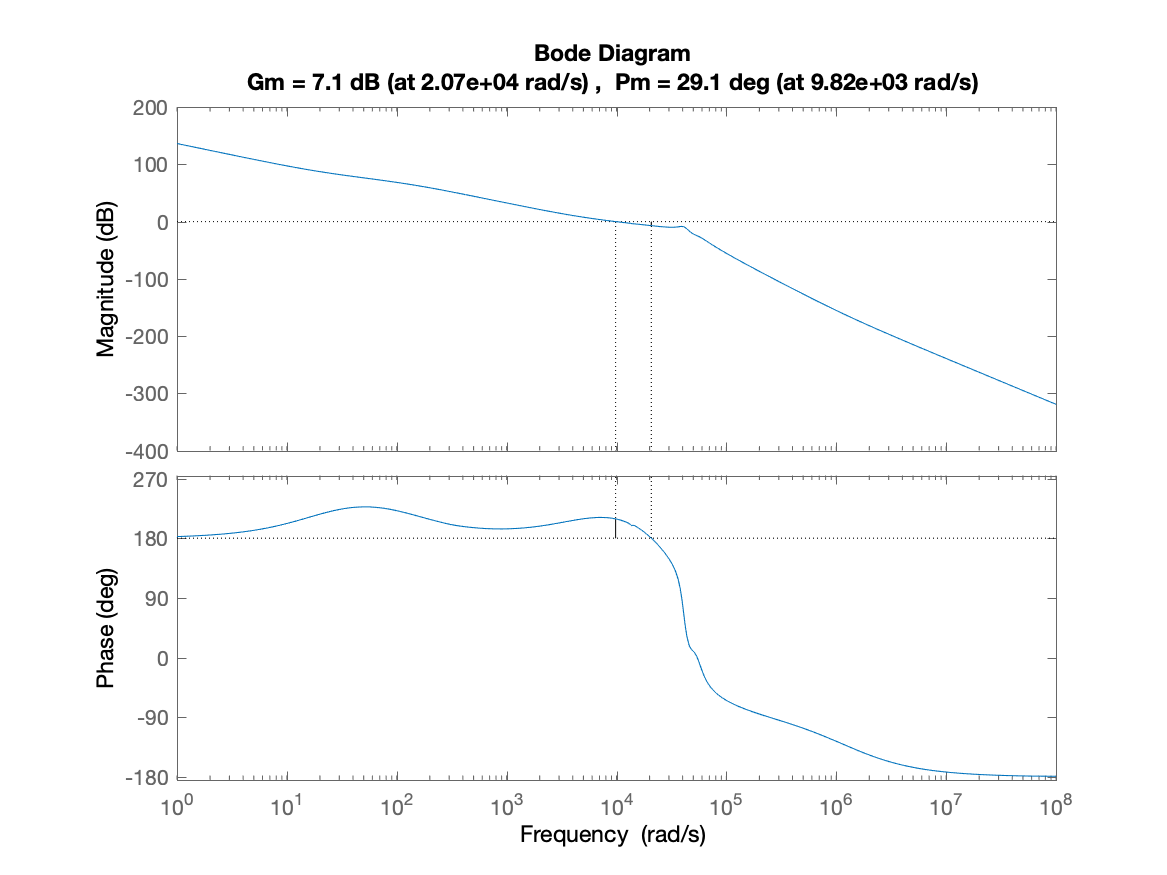 Bode Diagram
Gm = 7.1 dB (at 2.07e+04 rad/s) ,  Pm = 29.1 deg (at 9.82e+03 rad/s)
200
100
0
-100
-200
-300
-400
Magnitude (dB)
270
180
90
0
-90
-180
Phase (deg)
10^0 10^1 10^2 10^3 10^4 10^5 10^6 10^7 10^8
Frequency  (rad/s)